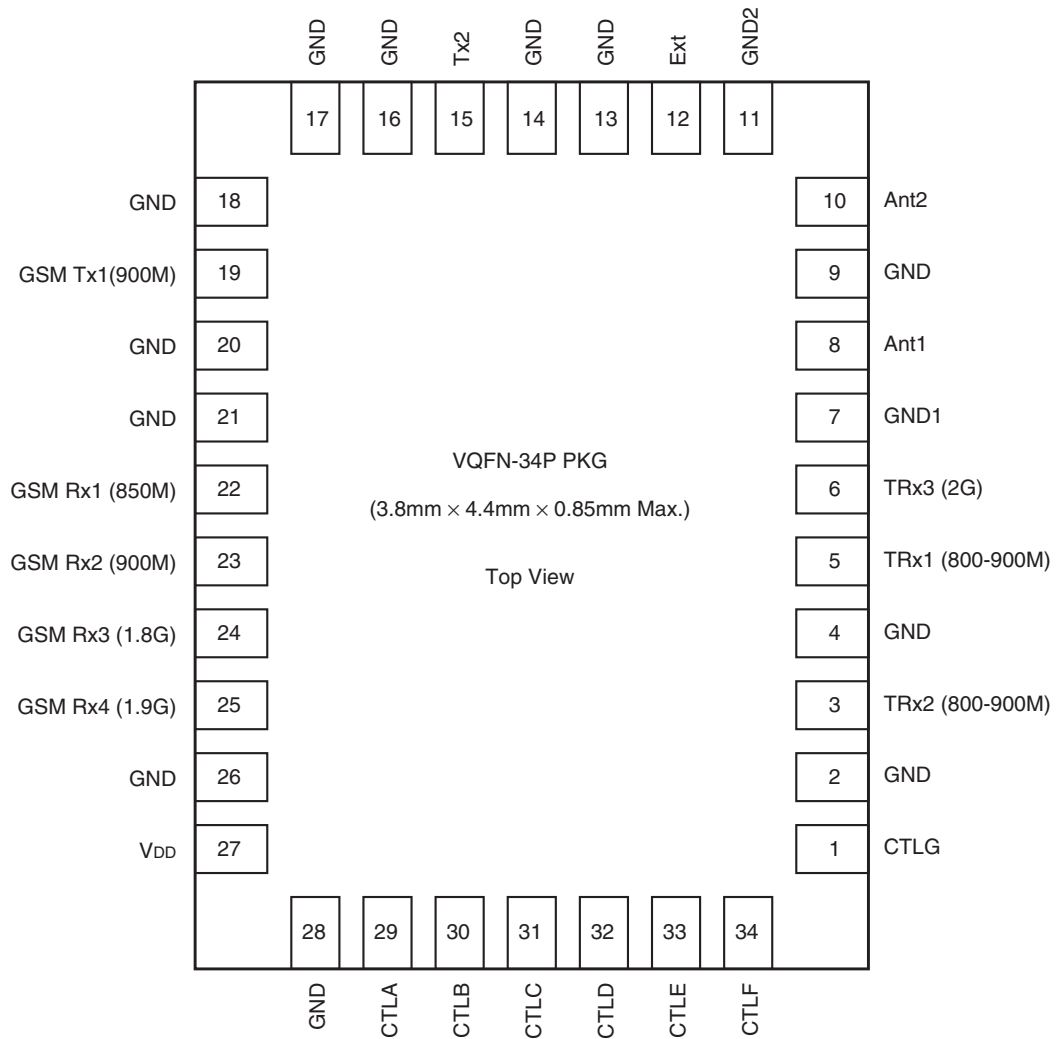 GND GND Tx2 GND GND Ext GND2
17 16 15 14 13 12 11
GND 18 10 Ant2
GSM Tx1(900M) 19 9 GND
GND 20 8 Ant1
GND 21 7 GND1
VQFN-34P PKG
GSM Rx1 (850M) 22 6 TRx3 (2G)
(3.8mm × 4.4mm × 0.85mm Max.)
GSM Rx2 (900M) 23 5 TRx1 (800-900M)
Top View
GSM Rx3 (1.8G) 24 4 GND
GSM Rx4 (1.9G) 25 3 TRx2 (800-900M)
GND 26 2 GND
VDD 27 1 CTLG
28 29 30 31 32 33 34
GND CTLA CTLB CTLC CTLD CTLE CTLF